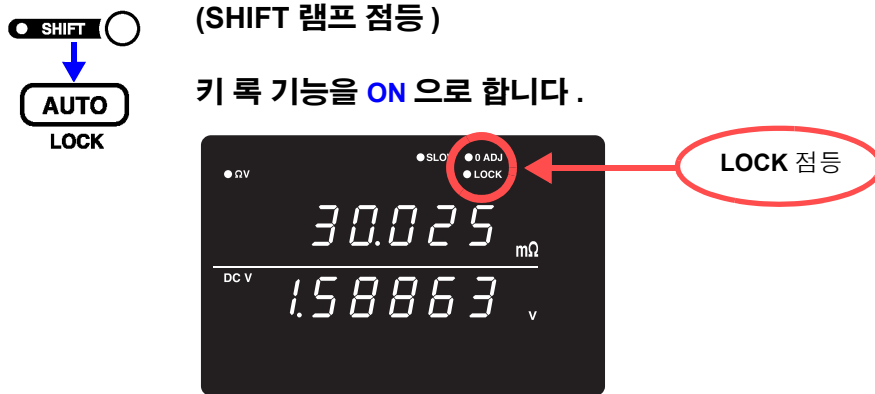 SHIFT
(SHIFT 램프 점등 )
AUTO
LOCK
키 록 기능을 ON 으로 합니다 .
ΩV
0 ADJ
LOCK
30.025 mΩ
DC V
1.58863 V
LOCK 점등